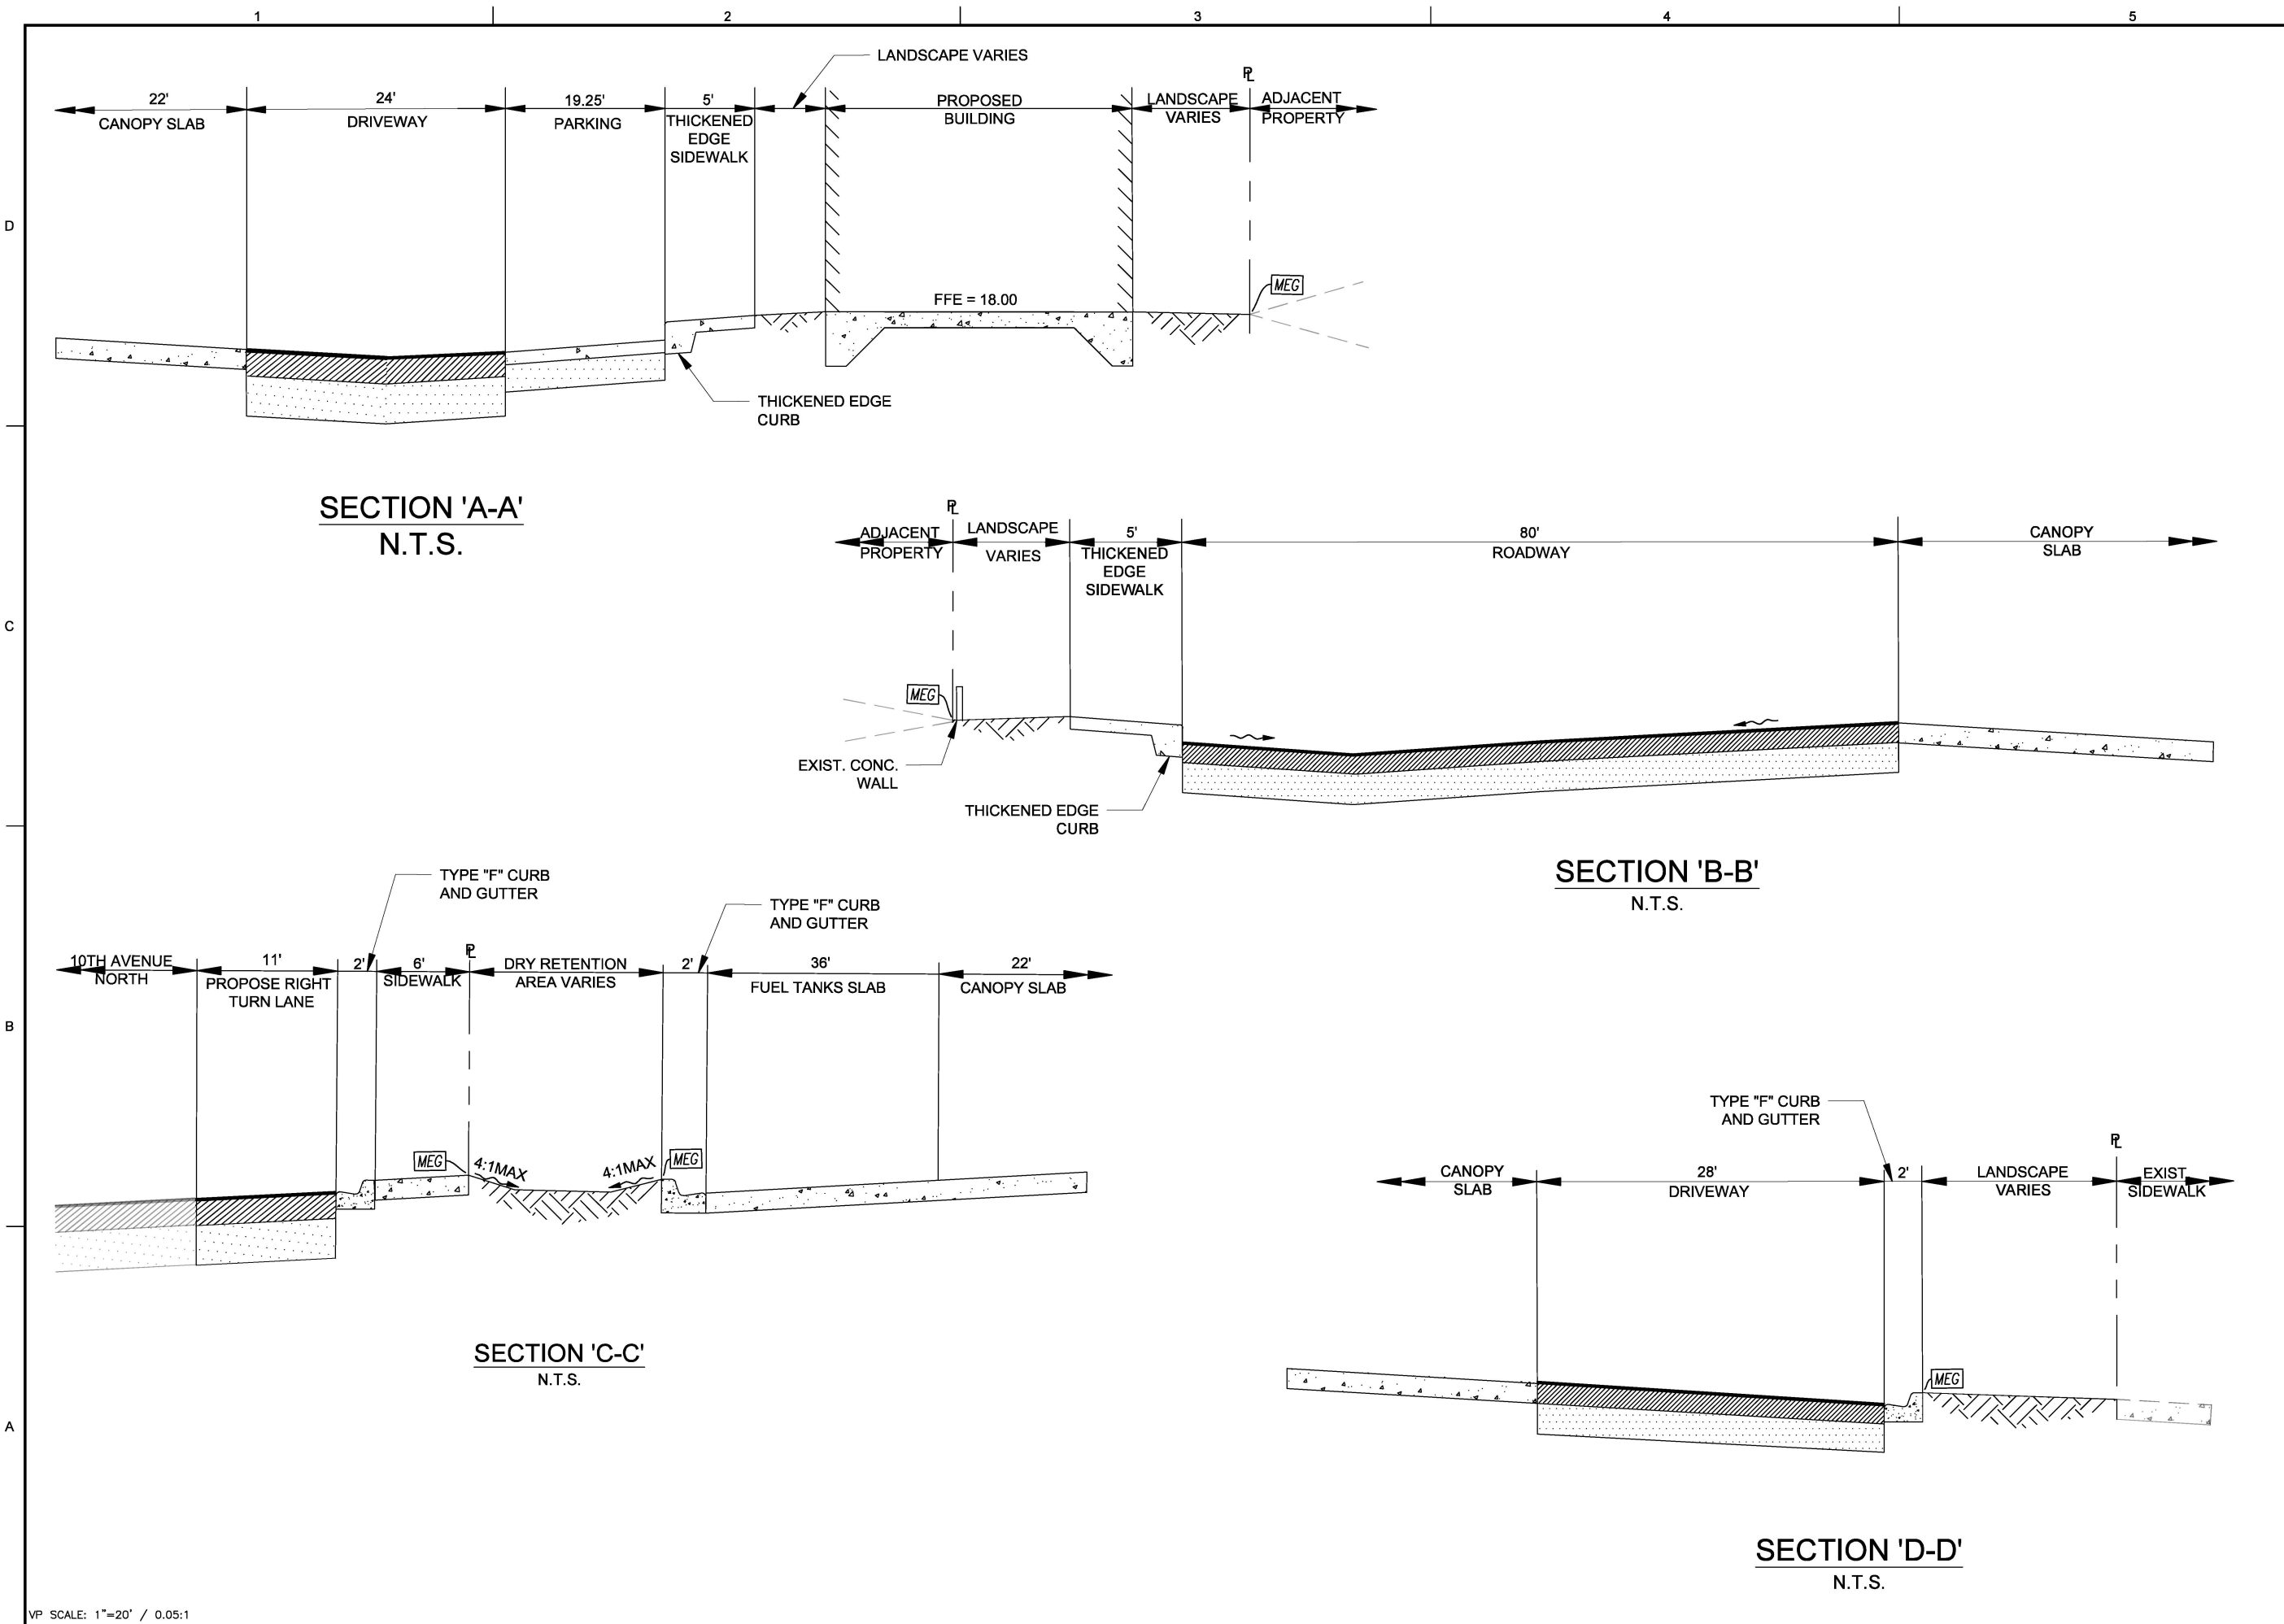 1
2
3
4
5
D
C
B
A
LANDSCAPE VARIES
22'
CANOPY SLAB
24'
DRIVEWAY
19.25'
PARKING
5'
THICKENED
EDGE
SIDEWALK
PROPOSED
BUILDING
LANDSCAPE
VARIES
PL
ADJACENT
PROPERTY
MEG
FFE = 18.00
THICKENED EDGE
CURB
SECTION 'A-A'
N.T.S.
PL
ADJACENT
PROPERTY
LANDSCAPE
VARIES
5'
THICKENED
EDGE
SIDEWALK
80'
ROADWAY
CANOPY
SLAB
MEG
EXIST. CONC.
WALL
THICKENED EDGE
CURB
SECTION 'B-B'
N.T.S.
TYPE "F" CURB
AND GUTTER
TYPE "F" CURB
AND GUTTER
10TH AVENUE
NORTH
11'
PROPOSE RIGHT
TURN LANE
2'
6'
SIDEWALK
PL
DRY RETENTION
AREA VARIES
2'
36'
FUEL TANKS SLAB
22'
CANOPY SLAB
MEG
4:1MAX
4:1MAX
MEG
SECTION 'C-C'
N.T.S.
TYPE "F" CURB
AND GUTTER
CANOPY
SLAB
28'
DRIVEWAY
2'
LANDSCAPE
VARIES
PL
EXIST
SIDEWALK
MEG
SECTION 'D-D'
N.T.S.
VP SCALE: 1"=20' / 0.05:1